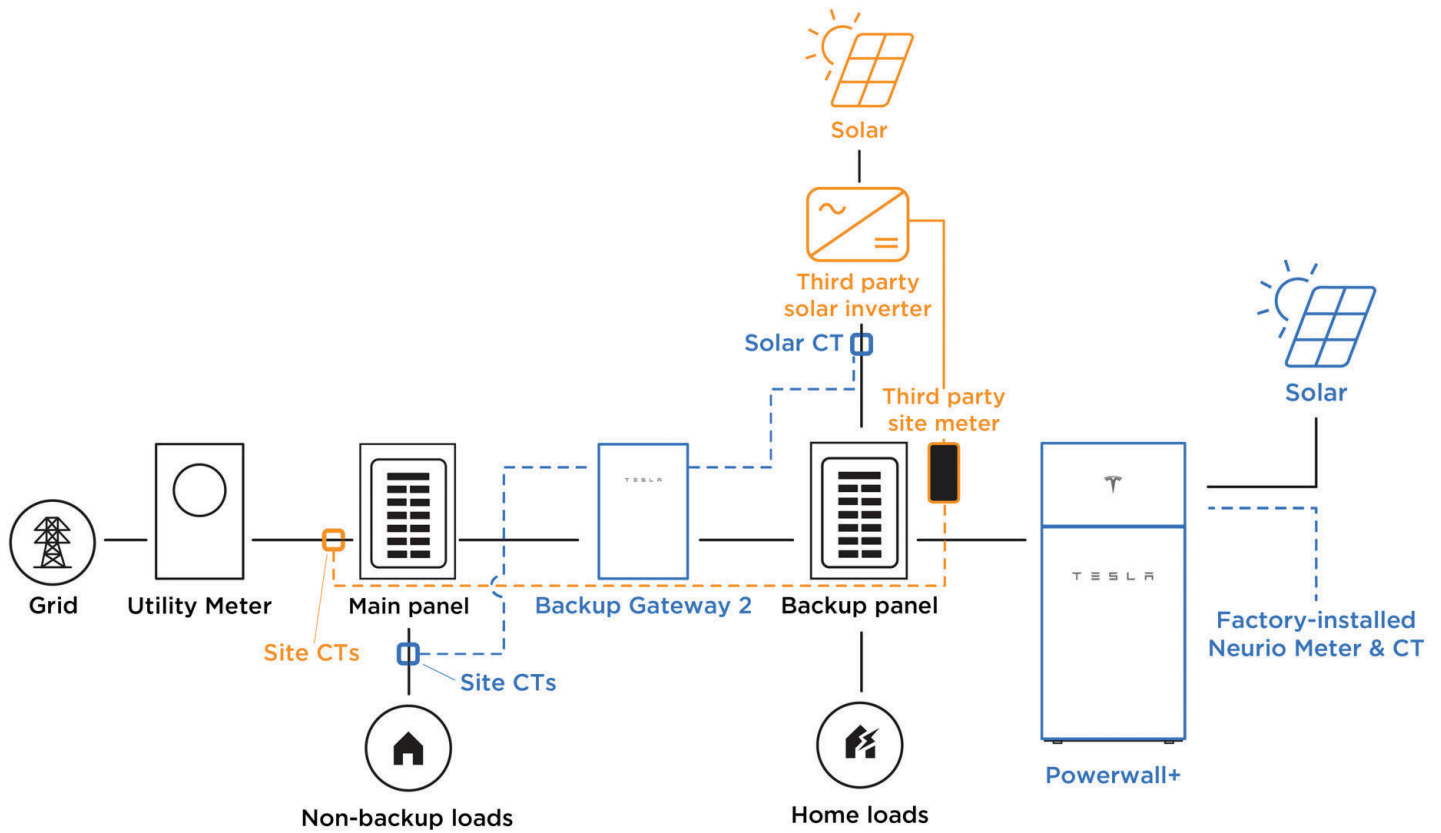 Solar
Third party
solar inverter
Solar CT
Solar
Third party
site meter
TESLA
TESLA
Grid
Utility Meter
Main panel
Backup Gateway 2
Backup panel
Factory-installed
Neurio Meter & CT
Site CTs
Site CTs
Powerwall+
Non-backup loads
Home loads